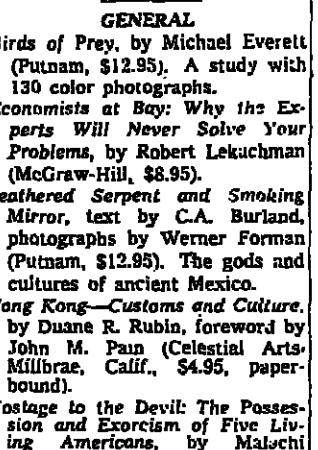 GENERAL
irds of Prey, by Michael Everett
(Putnam, $12.95). A study with
130 color photographs.
conomists at Bay: Why the Ex-
perts Will Never Solve Your
Problems, by Robert Lekachman
(McGraw-Hill, $8.95).
eathered Serpent and Smoking
Mirror, text by C.A. Burland,
photographs by Werner Forman
(Putnam, $12.95). The gods and
cultures of ancient Mexico.
ong Kong—Customs and Culture,
by Duane R. Rubin, foreword by
John M. Pain (Celestial Arts-
Millbrae, Calif., $4.95, paper-
bound).
ostage to the Devil: The Posses-
sion and Exorcism of Five Liv-
ing Americans, by Malachi